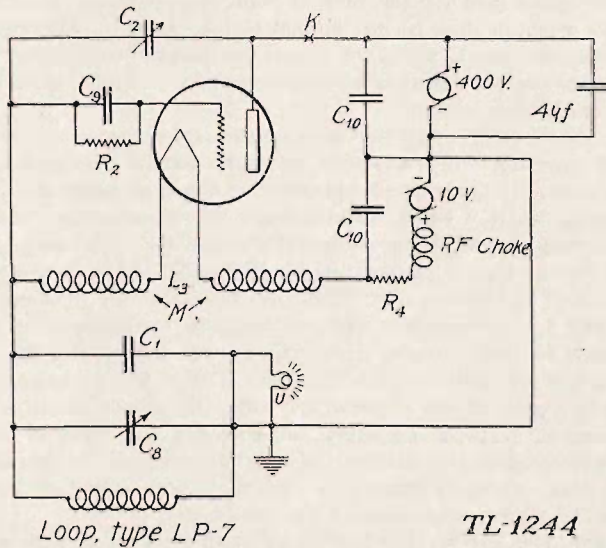 C2
K
C9
R2
C10
+
400 V.
-
4μf
C10
-
10 V.
+
RF Choke
R4
L3
M
C1
U
C8
Loop, type LP-7
TL-1244